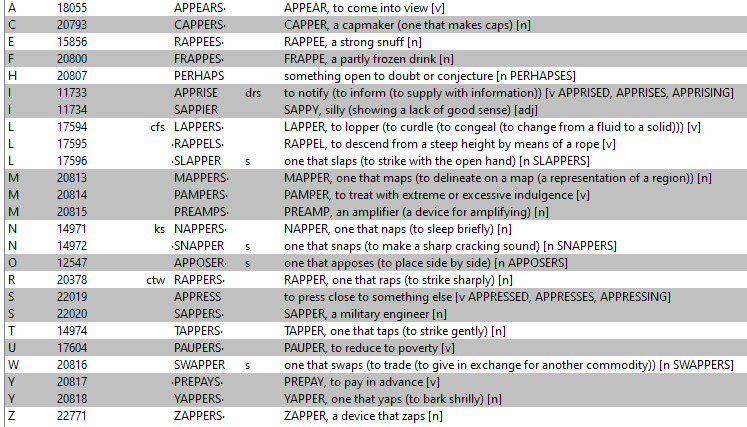 A 18055 APPEARS· APPEAR, to come into view [v]
C 20793 CAPPERS· CAPPER, a capmaker (one that makes caps) [n]
E 15856 RAPPEES· RAPPEE, a strong snuff [n]
F 20800 FRAPPES· FRAPPE, a partly frozen drink [n]
H 20807 PERHAPS something open to doubt or conjecture [n PERHAPSES]
I 11733 APPRISE drs to notify (to inform (to supply with information)) [v APPRISED, APPRISES, APPRISING]
I 11734 SAPPIER SAPPY, silly (showing a lack of good sense) [adj]
L 17594 cfs LAPPERS· LAPPER, to lopper (to curdle (to congeal (to change from a fluid to a solid))) [v]
L 17595 ·RAPPELS· RAPPEL, to descend from a steep height by means of a rope [v]
L 17596 ·SLAPPER s one that slaps (to strike with the open hand) [n SLAPPERS]
M 20813 MAPPERS· MAPPER, one that maps (to delineate on a map (a representation of a region)) [n]
M 20814 PAMPERS· PAMPER, to treat with extreme or excessive indulgence [v]
M 20815 PREAMPS· PREAMP, an amplifier (a device for amplifying) [n]
N 14971 ks NAPPERS· NAPPER, one that naps (to sleep briefly) [n]
N 14972 ·SNAPPER s one that snaps (to make a sharp cracking sound) [n SNAPPERS]
O 12547 APPOSER· s one that apposes (to place side by side) [n APPOSERS]
R 20378 ctw RAPPERS· RAPPER, one that raps (to strike sharply) [n]
S 22019 APPRESS to press close to something else [v APPRESSED, APPRESSES, APPRESSING]
S 22020 SAPPERS· SAPPER, a military engineer [n]
T 14974 TAPPERS· TAPPER, one that taps (to strike gently) [n]
U 17604 PAUPERS· PAUPER, to reduce to poverty [v]
W 20816 SWAPPER s one that swaps (to trade (to give in exchange for another commodity)) [n SWAPPERS]
Y 20817 ·PREPAYS· PREPAY, to pay in advance [v]
Y 20818 YAPPERS· YAPPER, one that yaps (to bark shrilly) [n]
Z 22771 ZAPPERS· ZAPPER, a device that zaps [n]